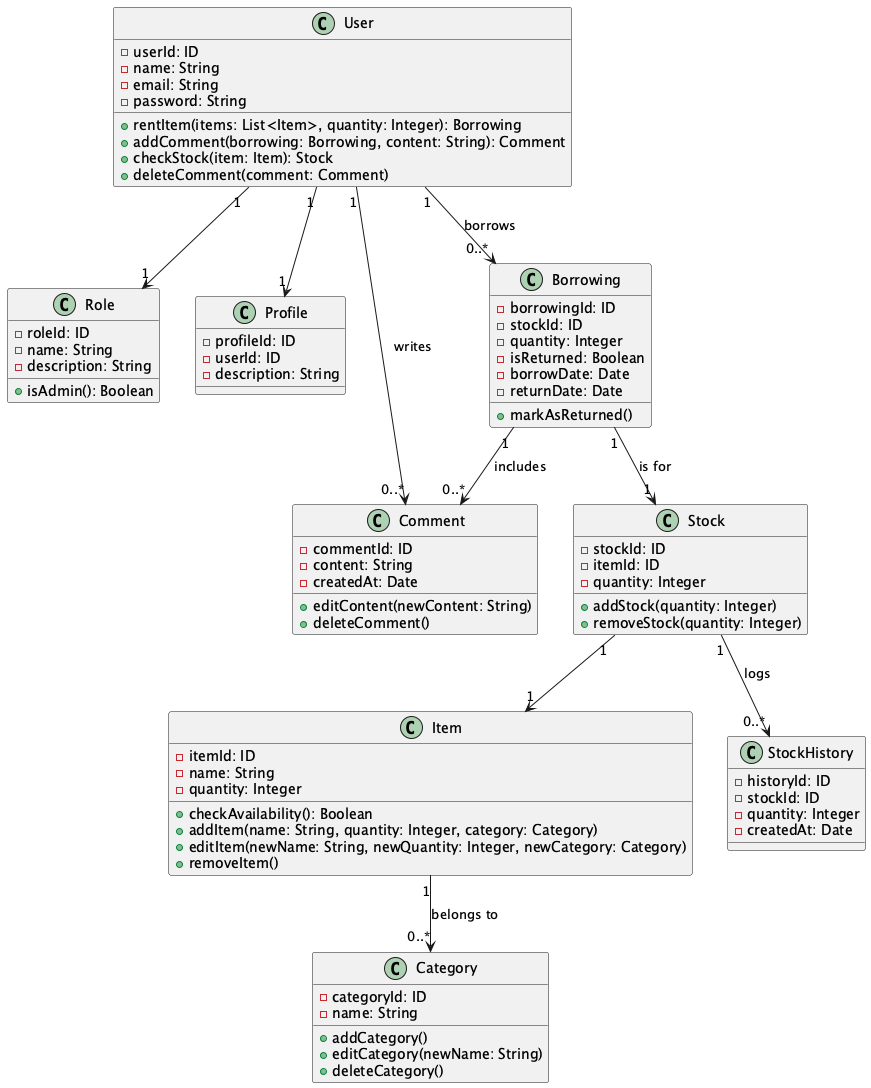 C User
userId: ID
name: String
email: String
password: String
rentItem(items: List<Item>, quantity: Integer): Borrowing
addComment(borrowing: Borrowing, content: String): Comment
checkStock(item: Item): Stock
deleteComment(comment: Comment)
1 1 1 1
borrows
0..*
1
1
C Role
roleId: ID
name: String
description: String
isAdmin(): Boolean
C Profile
profileId: ID
userId: ID
description: String
writes
C Borrowing
borrowingId: ID
stockId: ID
quantity: Integer
isReturned: Boolean
borrowDate: Date
returnDate: Date
markAsReturned()
1 1
includes
is for
0..* 0..* 1
C Comment
commentId: ID
content: String
createdAt: Date
editContent(newContent: String)
deleteComment()
C Stock
stockId: ID
itemId: ID
quantity: Integer
addStock(quantity: Integer)
removeStock(quantity: Integer)
1 1
logs
1
0..*
C Item
itemId: ID
name: String
quantity: Integer
checkAvailability(): Boolean
addItem(name: String, quantity: Integer, category: Category)
editItem(newName: String, newQuantity: Integer, newCategory: Category)
removeItem()
C StockHistory
historyId: ID
stockId: ID
quantity: Integer
createdAt: Date
1
belongs to
0..*
C Category
categoryId: ID
name: String
addCategory()
editCategory(newName: String)
deleteCategory()